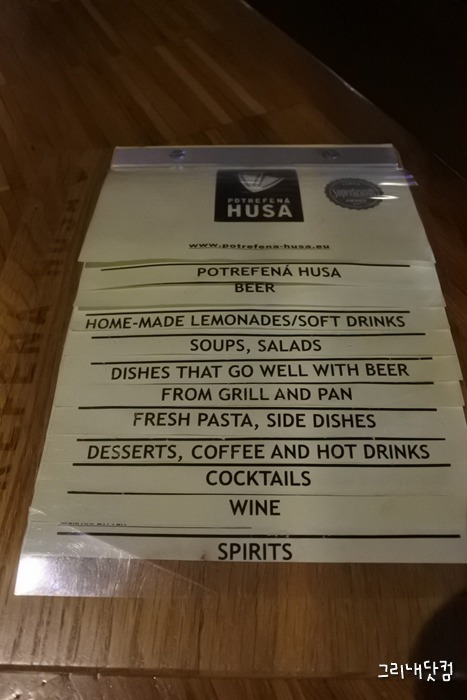 POTREFENÁ
HUSA
Superbrands
www.potrefena-husa.eu
POTREFENÁ HUSA
BEER
HOME-MADE LEMONADES/SOFT DRINKS
SOUPS, SALADS
DISHES THAT GO WELL WITH BEER
FROM GRILL AND PAN
FRESH PASTA, SIDE DISHES
DESSERTS, COFFEE AND HOT DRINKS
COCKTAILS
WINE
SPIRITS
그리내닷컴